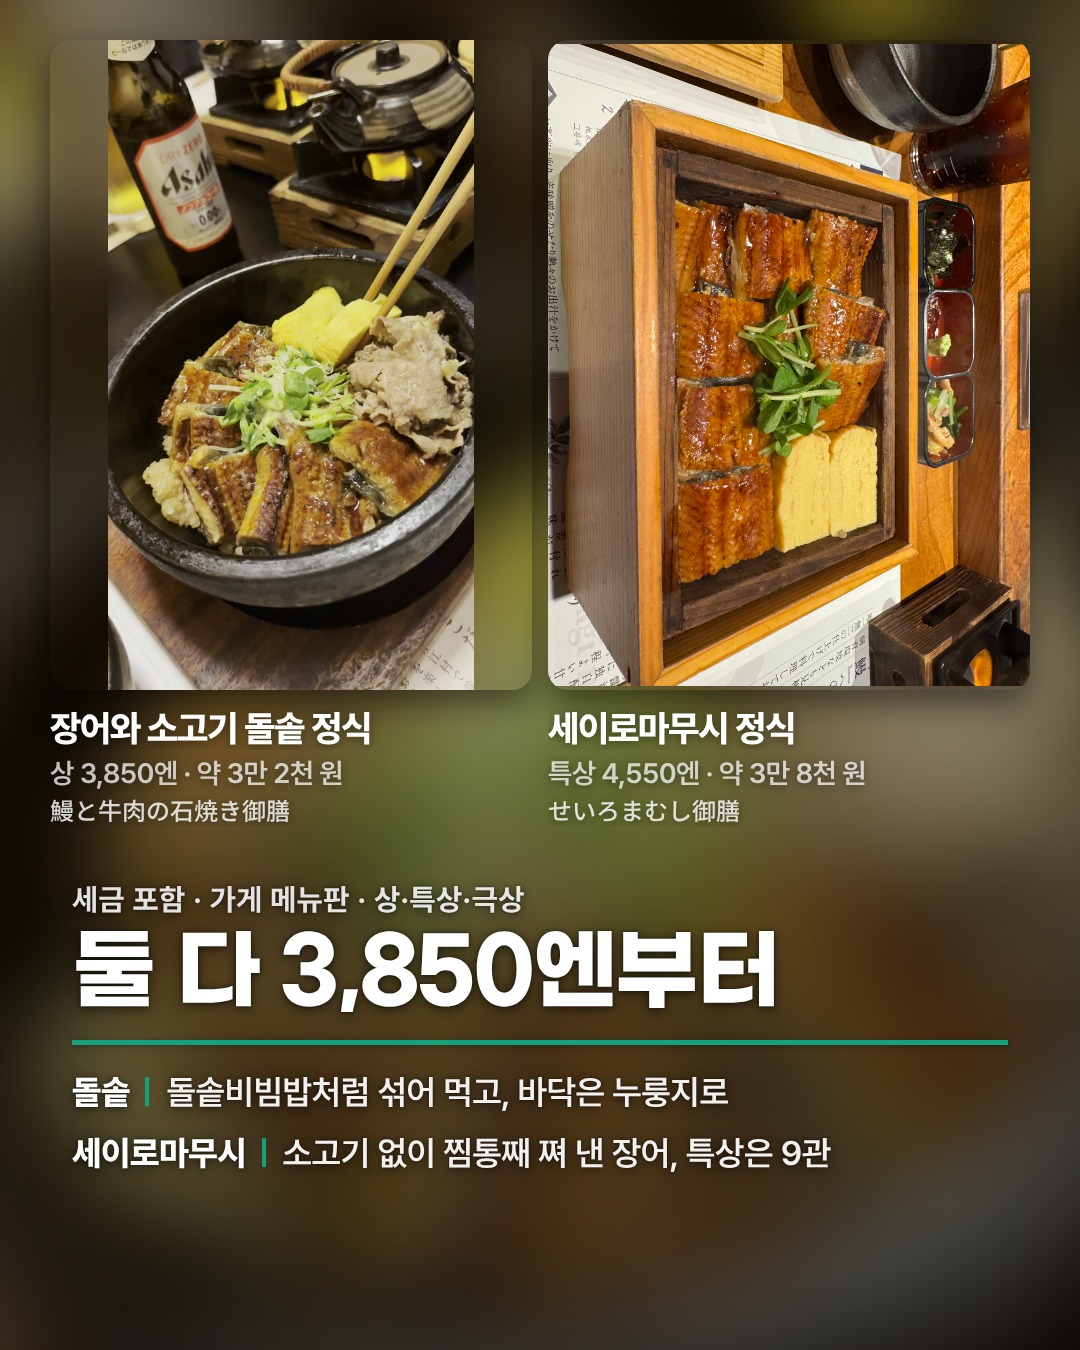 DRY ZERO
Asahi
0.00%
長어와 소고기 돌솥 정식
상 3,850엔 · 약 3만 2천 원
鰻と牛肉の石焼き御膳
세이로마무시 정식
특상 4,550엔 · 약 3만 8천 원
せいろまむし御膳
세금 포함 · 가게 메뉴판 · 상·특상·극상
둘 다 3,850엔부터
돌솥 | 돌솥비빔밥처럼 섞어 먹고, 바닥은 누룽지로
세이로마무시 | 소고기 없이 찜통째 쪄 낸 장어, 특상은 9관